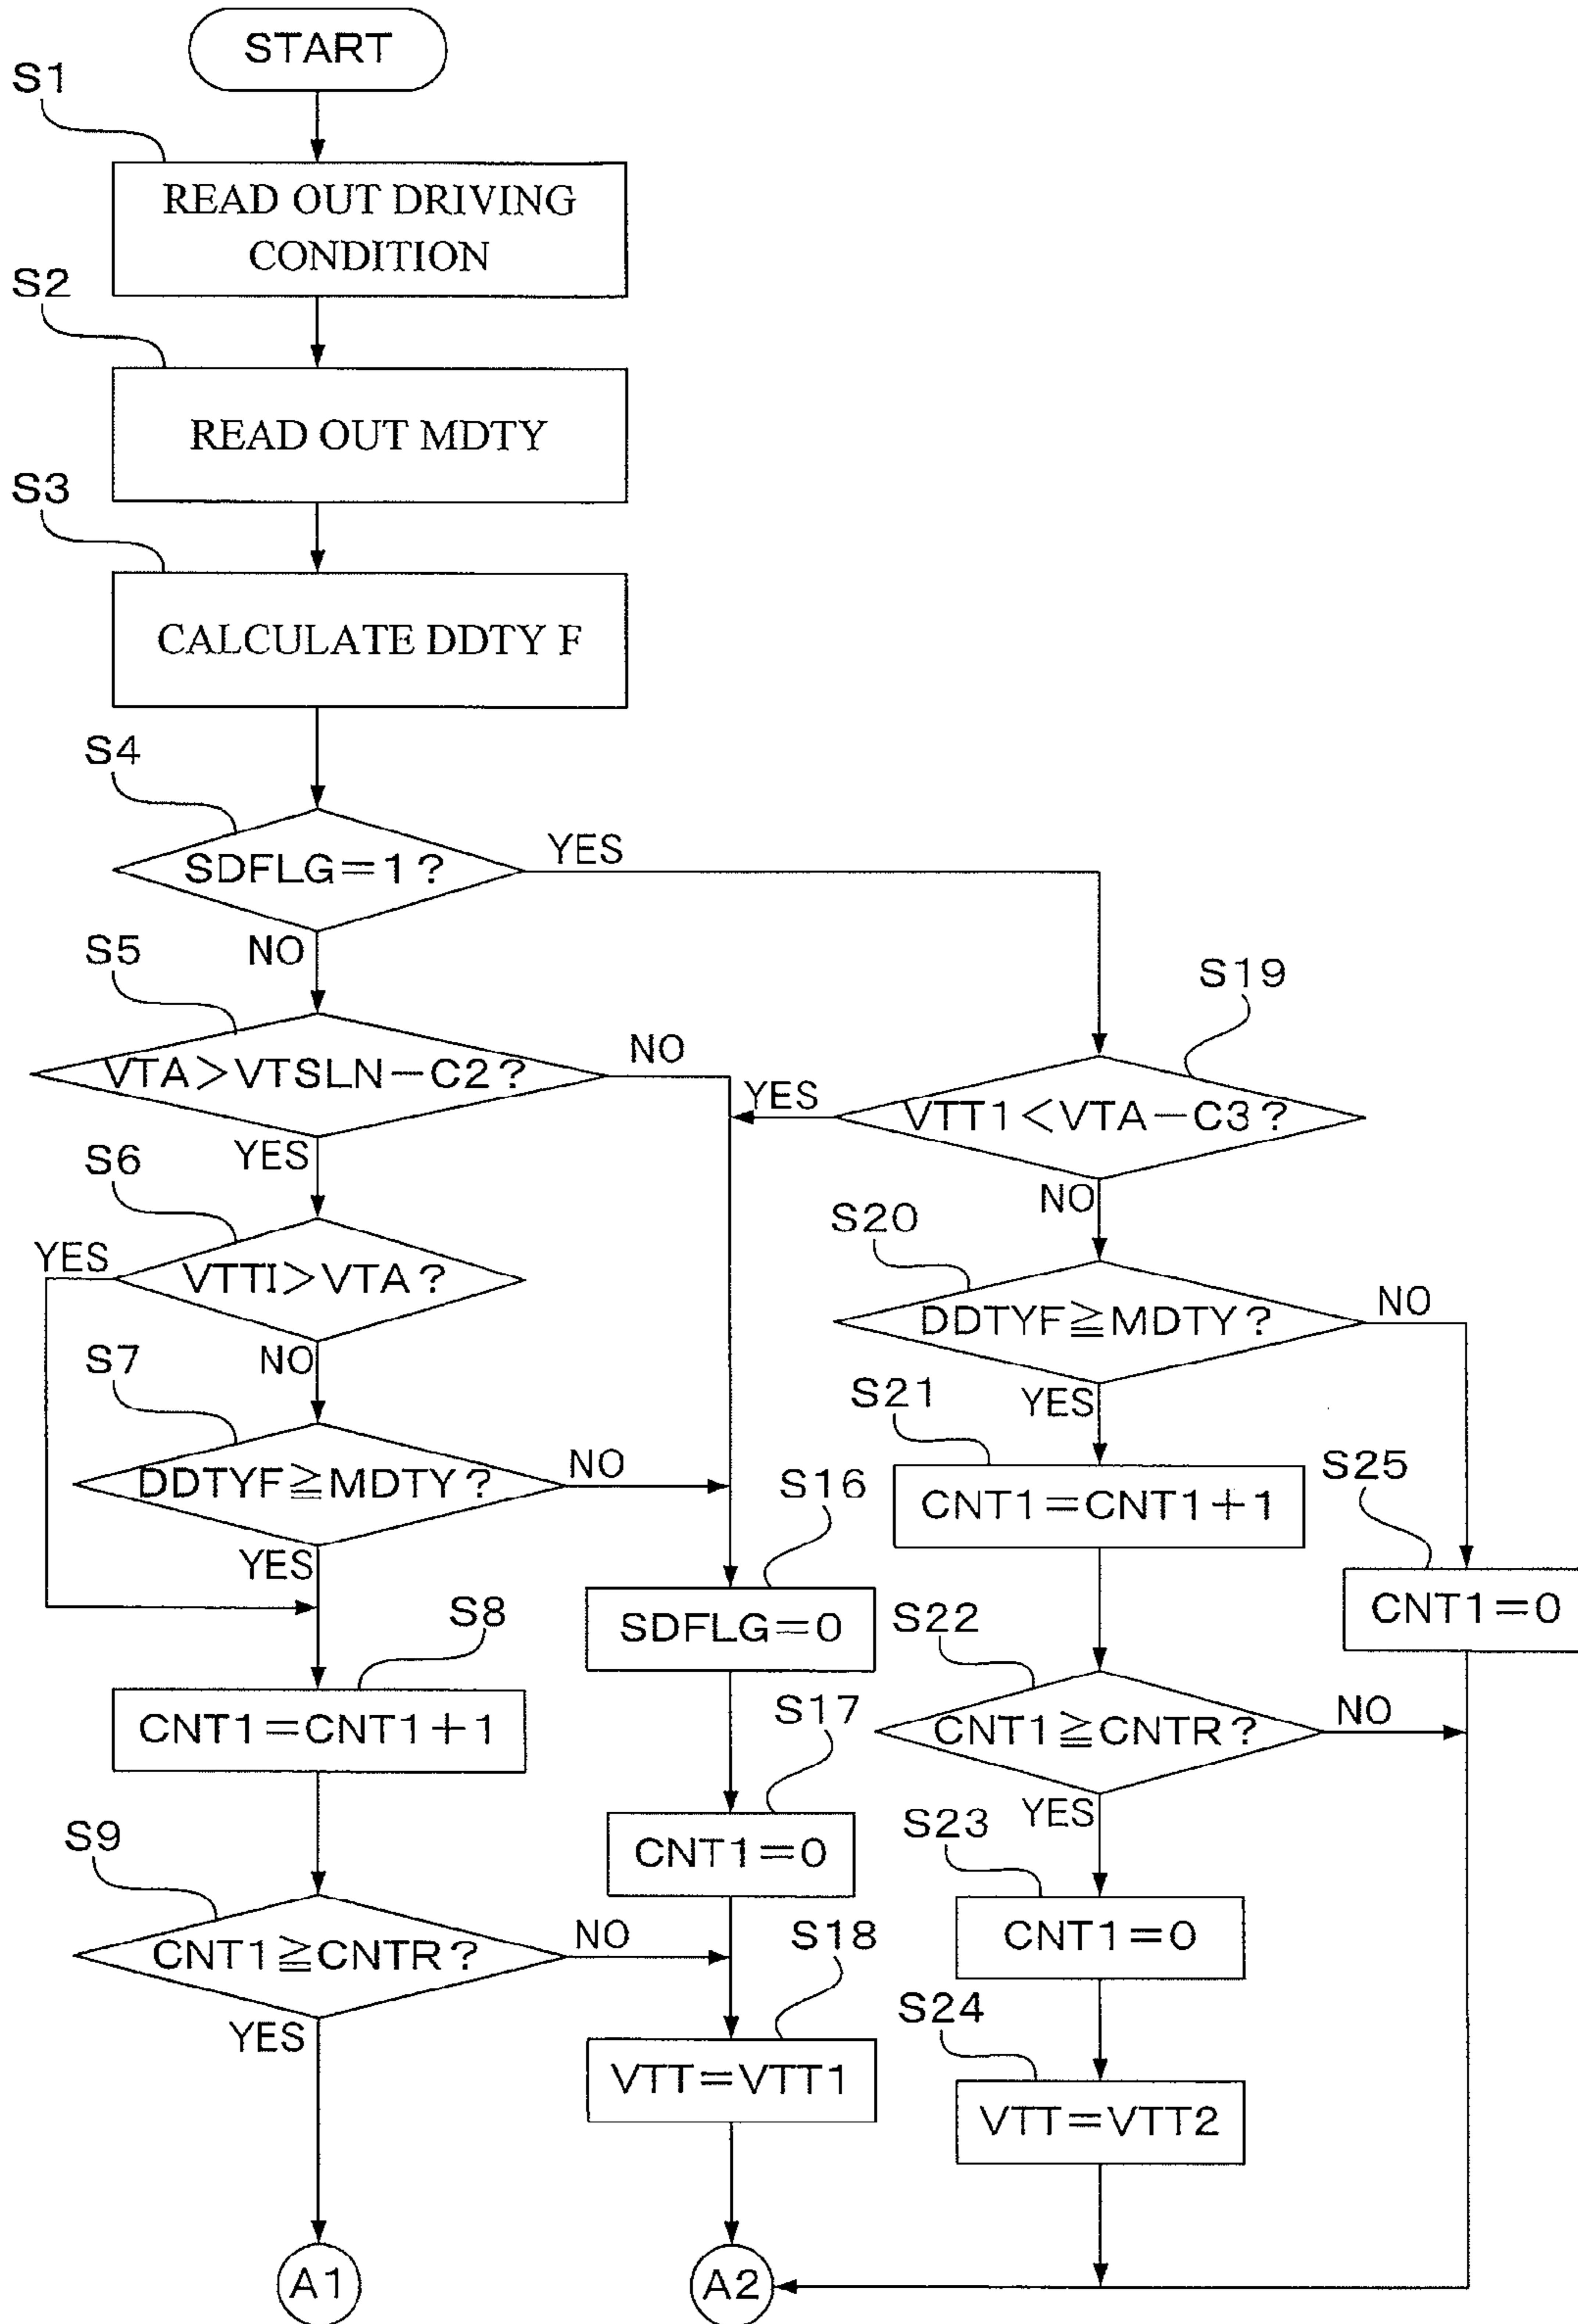 START
S1
READ OUT DRIVING
CONDITION
S2
READ OUT MDTY
S3
CALCULATE DDTY F
S4
SDFLG=1?
YES
NO
S5
VTA>VTSLN-C2?
NO
YES
S6
YES
VTTI>VTA?
NO
S7
DDTYF≧MDTY?
NO
YES
S8
CNT1=CNT1+1
S9
CNT1≧CNTR?
NO
YES
A1
S16
SDFLG=0
S17
CNT1=0
S18
VTT=VTT1
A2
S19
YES
VTT1<VTA-C3?
NO
S20
DDTYF≧MDTY?
NO
YES
S21
CNT1=CNT1+1
S25
CNT1=0
S22
CNT1≧CNTR?
NO
YES
S23
CNT1=0
S24
VTT=VTT2